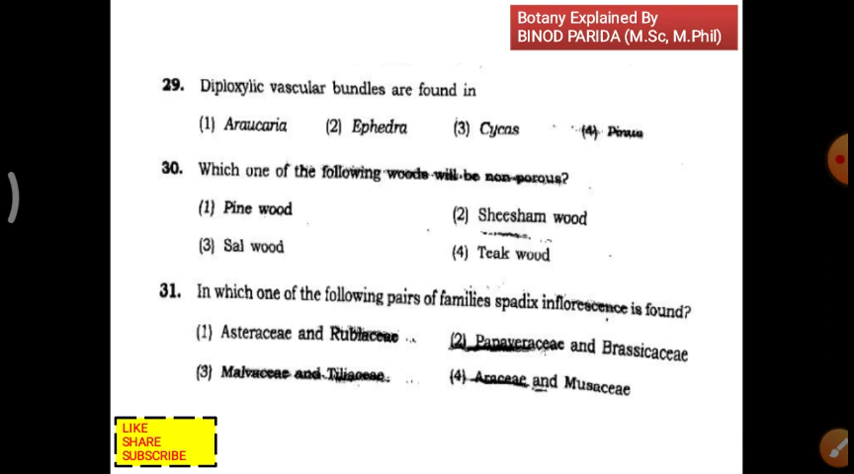 Botany Explained By
BINOD PARIDA (M.Sc, M.Phil)
29. Diploxylic vascular bundles are found in
(1) Araucaria (2) Ephedra (3) Cycas (4) Pinus
30. Which one of the following woods will be non-porous?
(1) Pine wood (2) Sheesham wood
(3) Sal wood (4) Teak wood
31. In which one of the following pairs of families spadix inflorescence is found?
(1) Asteraceae and Rubiaceae (2) Papaveraceae and Brassicaceae
(3) Malvaceae and Tiliaceae (4) Araceae and Musaceae
LIKE
SHARE
SUBSCRIBE